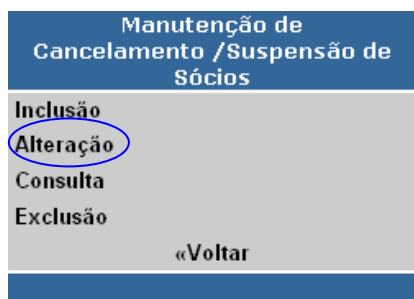 Manutenção de
Cancelamento /Suspensão de
Sócios
Inclusão
Alteração
Consulta
Exclusão
«Voltar